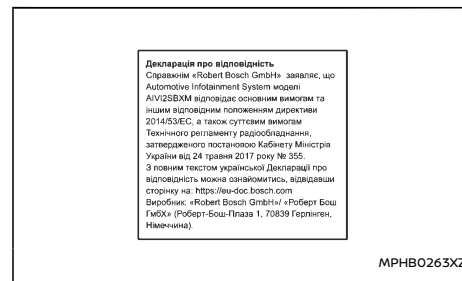 Декларація про відповідність
Справжнім «Robert Bosch GmbH» заявляє, що
Automotive Infotainment System моделі
AIVI2SBXM відповідає основним вимогам та
іншим відповідним положенням директиви
2014/53/ЕС, а також суттєвим вимогам
Технічного регламенту радіообладнання,
затвердженого постановою Кабінету Міністрів
України від 24 травня 2017 року № 355.
З повним текстом української Декларації про
відповідність можна ознайомитись, відвідавши
сторінку на: https://eu-doc.bosch.com
Виробник: «Robert Bosch GmbH»/ «Роберт Бош
ГмбХ» (Роберт-Бош-Плаза 1, 70839 Герлінген,
Німеччина).
MPHB0263XZ